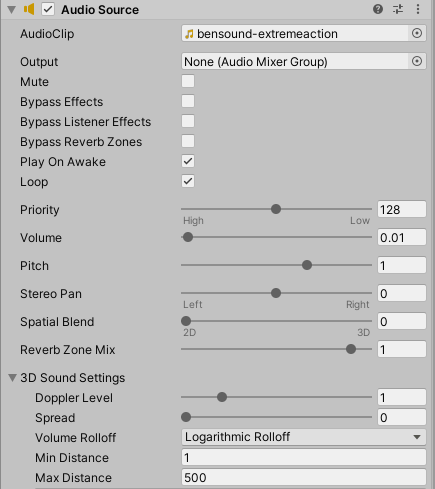 Audio Source
AudioClip bensound-extremeaction
Output None (Audio Mixer Group)
Mute
Bypass Effects
Bypass Listener Effects
Bypass Reverb Zones
Play On Awake
Loop
Priority 128
High Low
Volume 0.01
Pitch 1
Stereo Pan 0
Left Right
Spatial Blend 0
2D 3D
Reverb Zone Mix 1
3D Sound Settings
Doppler Level 1
Spread 0
Volume Rolloff Logarithmic Rolloff
Min Distance 1
Max Distance 500